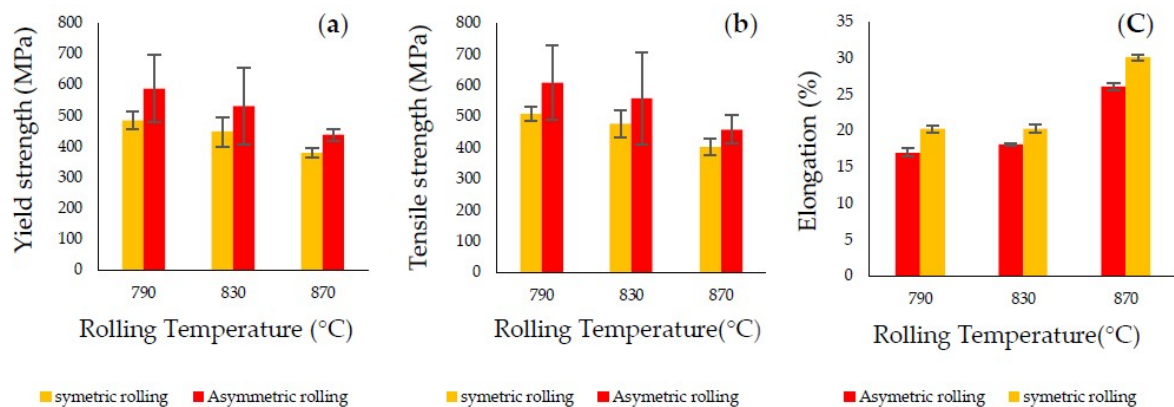 (a)
Yield strength (MPa)
800
700
600
500
400
300
200
100
0
790 830 870
Rolling Temperature (°C)
symetric rolling Asymmetric rolling
(b)
Tensile strength (MPa)
800
700
600
500
400
300
200
100
0
790 830 870
Rolling Temperature(°C)
symetric rolling Asymetric rolling
(C)
Elongation (%)
35
30
25
20
15
10
5
0
790 830 870
Rolling Temperature(°C)
Asymetric rolling symetric rolling